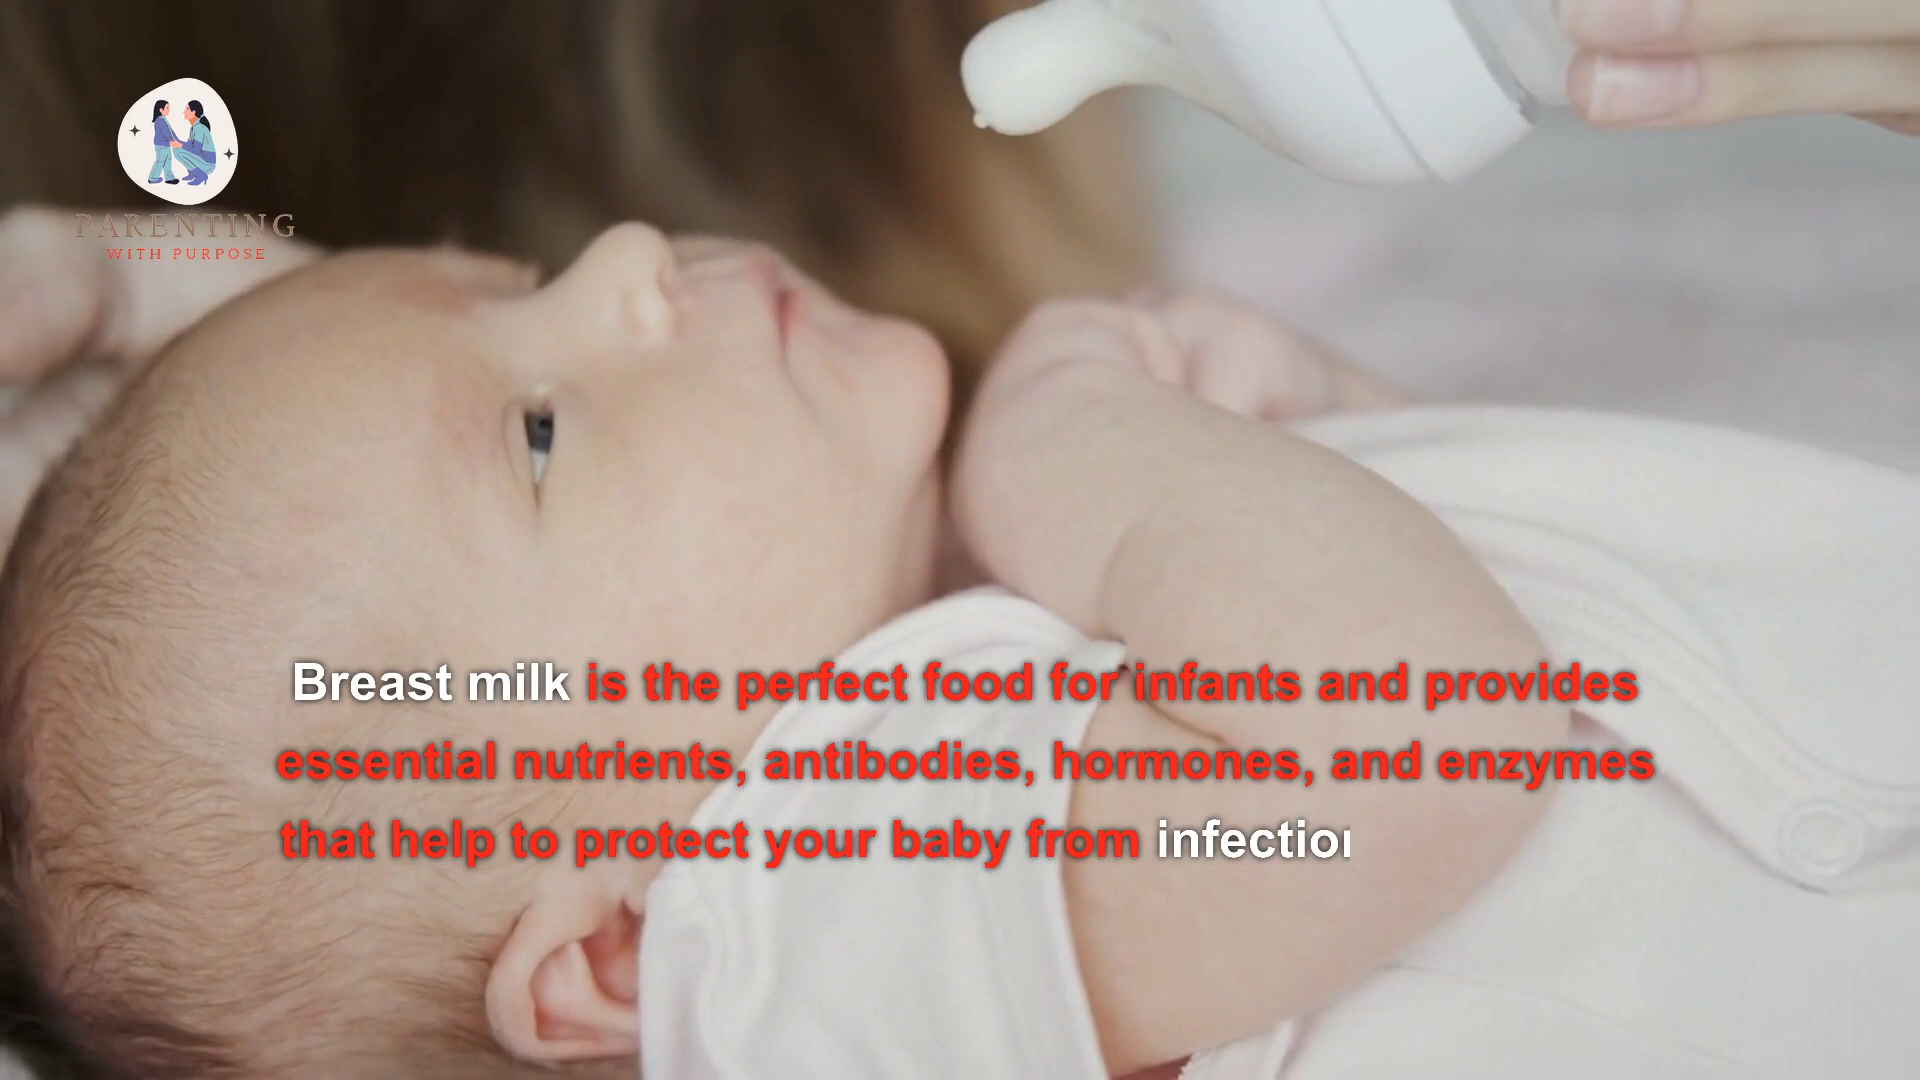 PARENTING
WITH PURPOSE
Breast milk is the perfect food for infants and provides
essential nutrients, antibodies, hormones, and enzymes
that help to protect your baby from infection